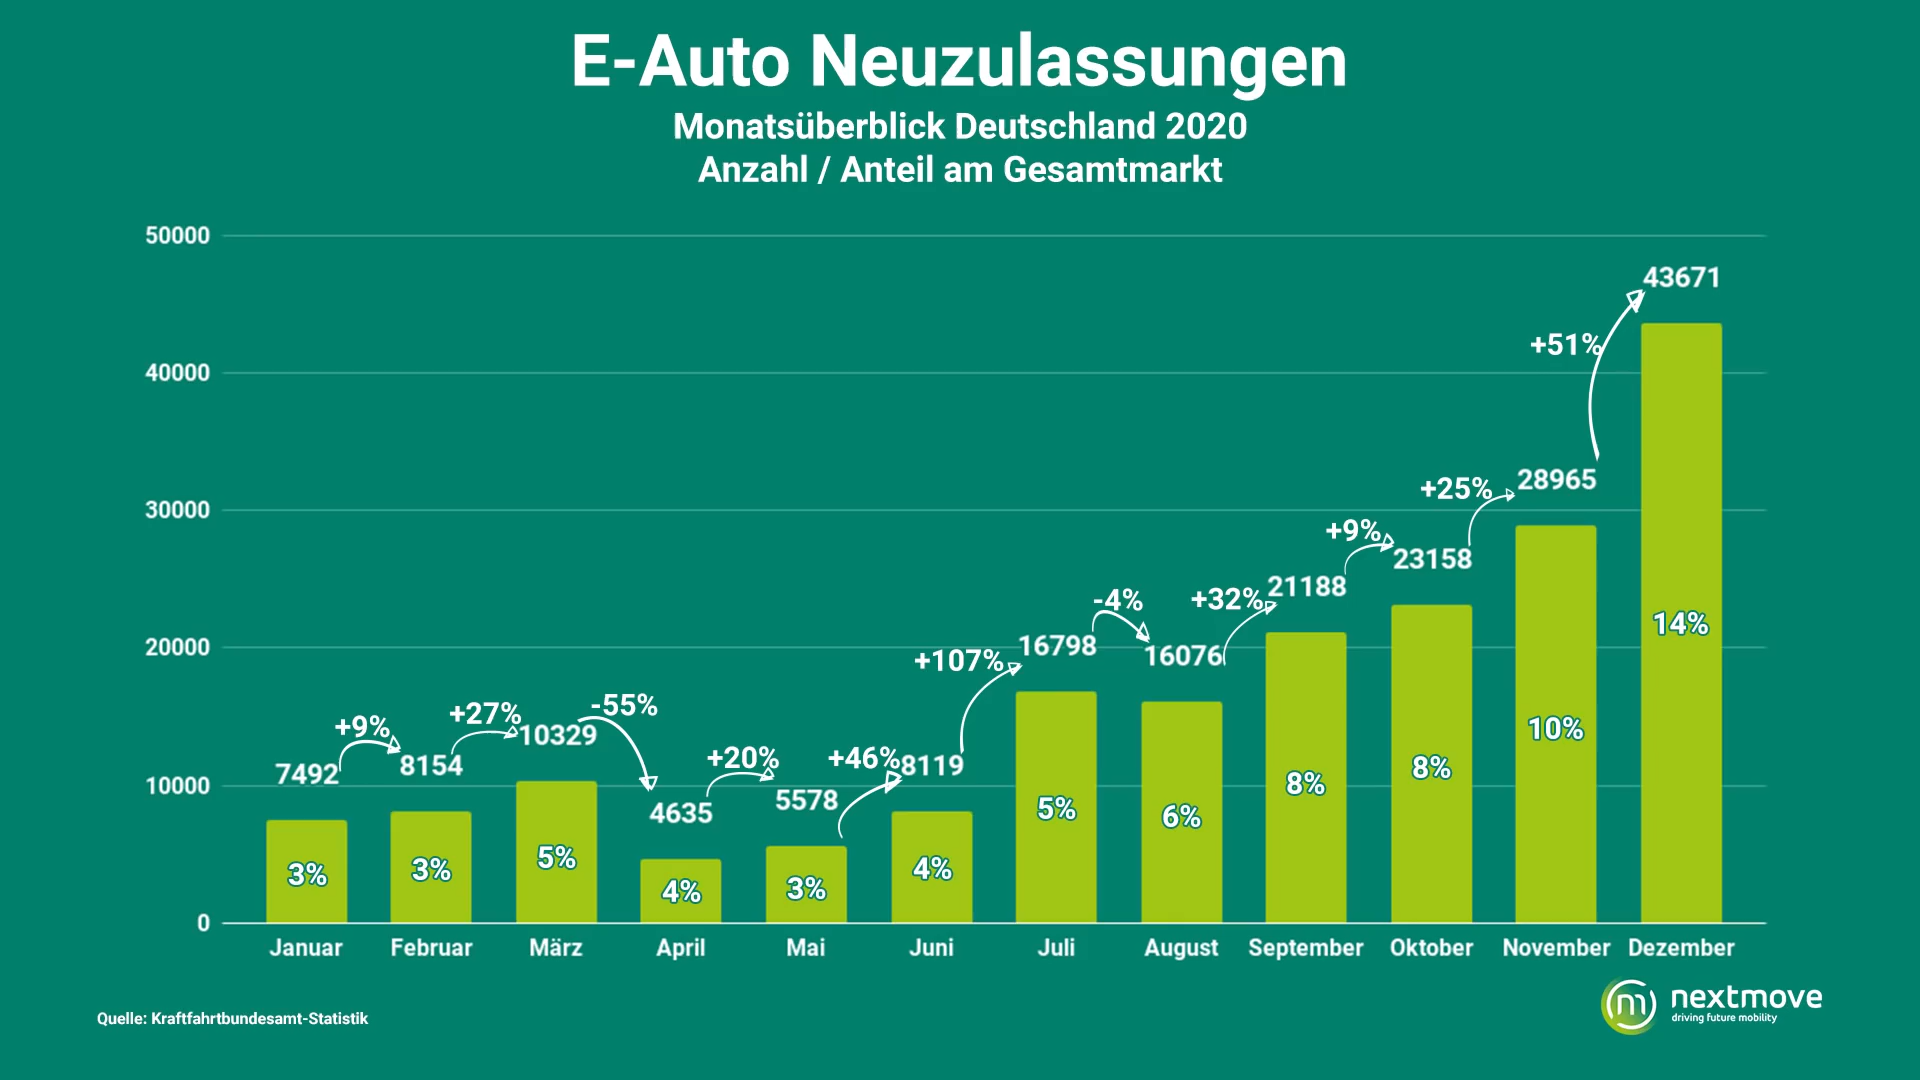 E-Auto Neuzulassungen
Monatsüberblick Deutschland 2020
Anzahl / Anteil am Gesamtmarkt
50000
40000
30000
20000
10000
0
7492
+9%
8154
+27%
10329
-55%
4635
+20%
5578
+46%
8119
+107%
16798
-4%
16076
+32%
21188
+9%
23158
+25%
28965
+51%
43671
3%
3%
5%
4%
3%
4%
5%
6%
8%
8%
10%
14%
Januar
Februar
März
April
Mai
Juni
Juli
August
September
Oktober
November
Dezember
Quelle: Kraftfahrtbundesamt-Statistik
m
nextmove
driving future mobility